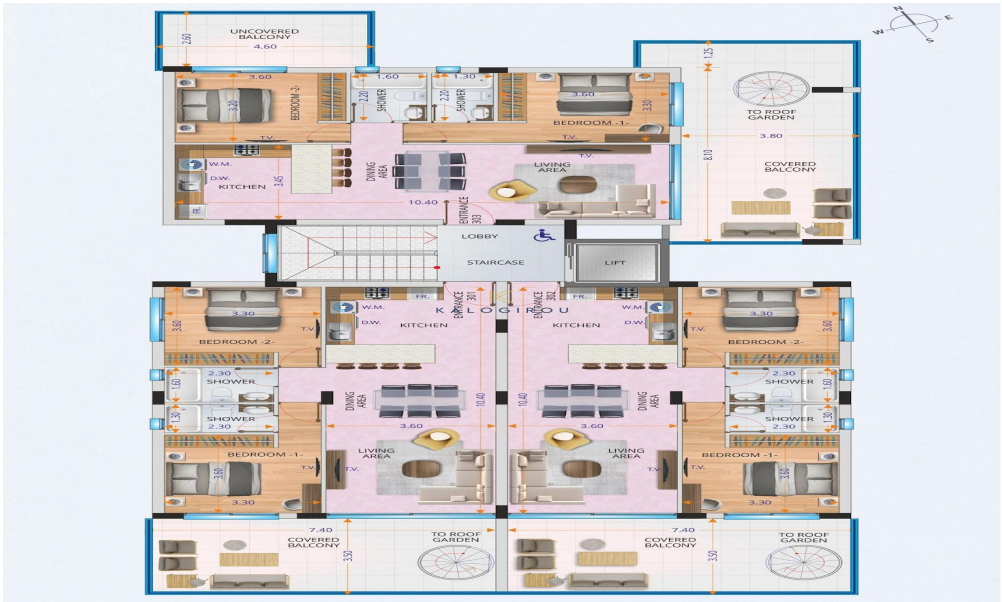 N
E
W
S
UNCOVERED
BALCONY
4.60
2.60
1.25
3.60
1.60
1.30
BEDROOM -2-
3.20
2.20
SHOWER
2.20
SHOWER
3.60
3.30
BEDROOM -1-
T.V.
T.V.
TO ROOF
GARDEN
3.80
8.10
COVERED
BALCONY
W.M.
D.W.
KITCHEN
FR.
3.45
DINING
AREA
T.V.
LIVING
AREA
10.40
ENTRANCE
303
LOBBY
STAIRCASE
LIFT
KALOGIROU
3.30
3.60
T.V.
BEDROOM -2-
W.M.
D.W.
FR.
KITCHEN
ENTRANCE
301
ENTRANCE
302
FR.
W.M.
D.W.
KITCHEN
3.30
3.60
T.V.
BEDROOM -2-
2.30
SHOWER
1.60
SHOWER
1.30
2.30
DINING
AREA
3.60
10.40
10.40
DINING
AREA
3.60
2.30
SHOWER
1.60
SHOWER
1.30
2.30
BEDROOM -1-
3.60
T.V.
3.30
LIVING
AREA
T.V.
LIVING
AREA
T.V.
BEDROOM -1-
T.V.
3.60
3.30
7.40
COVERED
BALCONY
3.50
TO ROOF
GARDEN
7.40
COVERED
BALCONY
3.50
TO ROOF
GARDEN